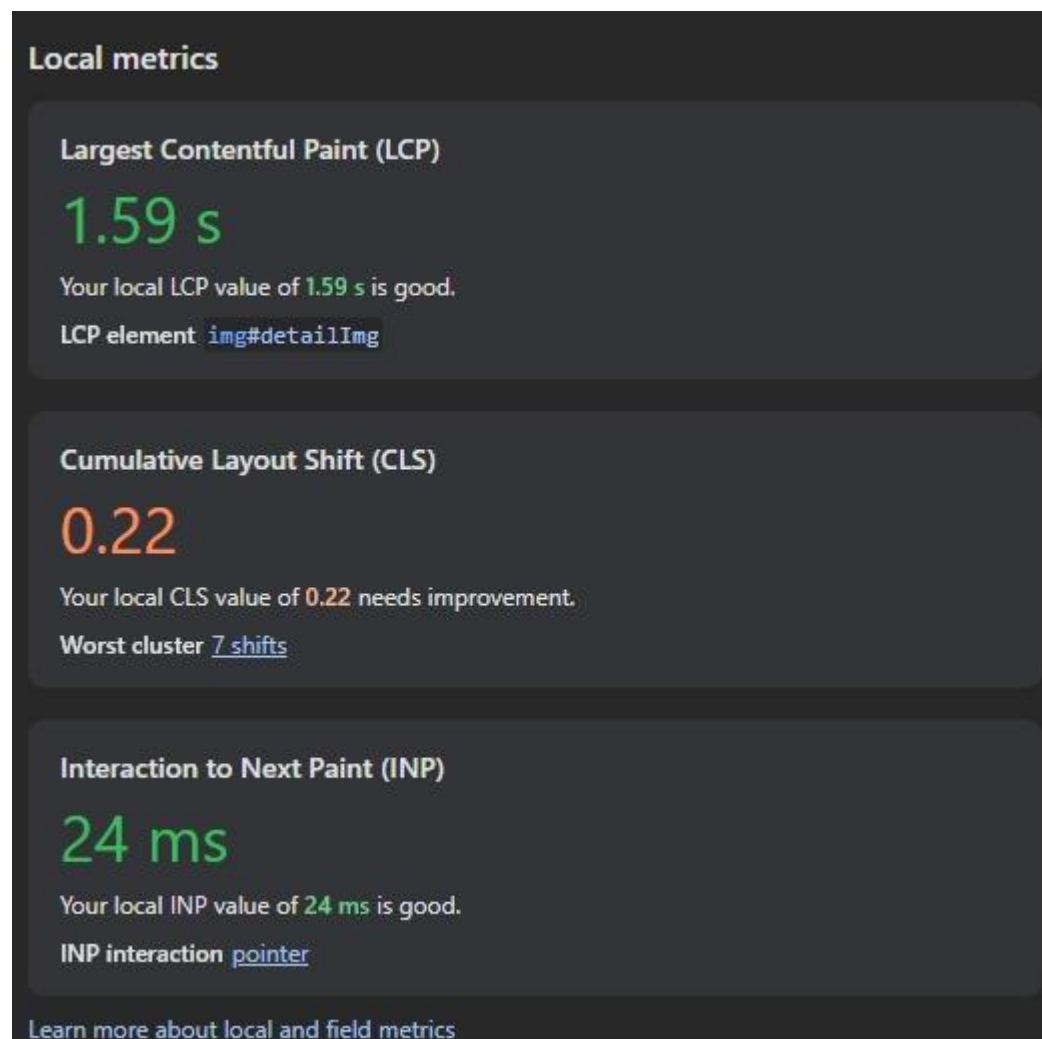 Local metrics
Largest Contentful Paint (LCP)
1.59 s
Your local LCP value of 1.59 s is good.
LCP element img#detailImg
Cumulative Layout Shift (CLS)
0.22
Your local CLS value of 0.22 needs improvement.
Worst cluster 7 shifts
Interaction to Next Paint (INP)
24 ms
Your local INP value of 24 ms is good.
INP interaction pointer
Learn more about local and field metrics